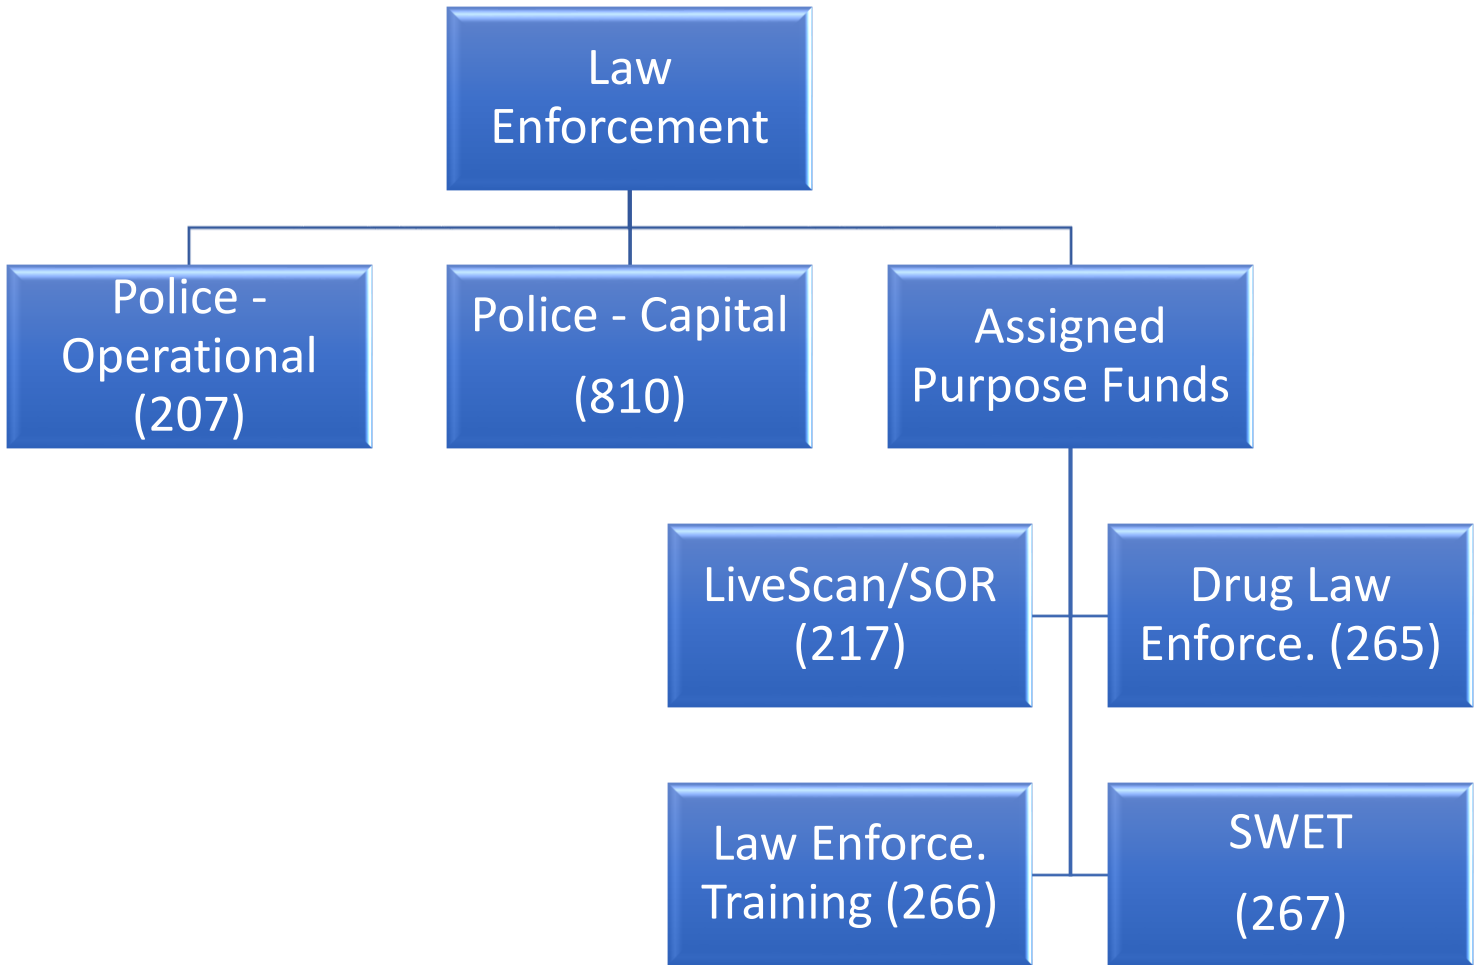 Law
Enforcement
Police -
Operational
(207)
Police - Capital
(810)
Assigned
Purpose Funds
LiveScan/SOR
(217)
Drug Law
Enforce. (265)
Law Enforce.
Training (266)
SWET
(267)